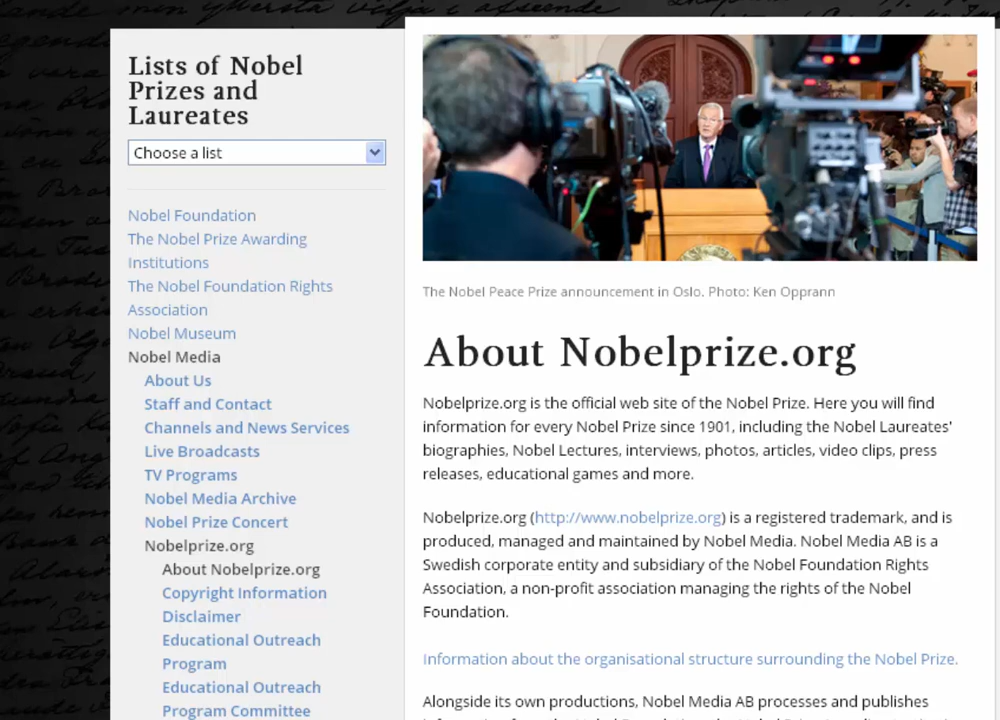 Lists of Nobel
Prizes and
Laureates
Choose a list
Nobel Foundation
The Nobel Prize Awarding
Institutions
The Nobel Foundation Rights
Association
Nobel Museum
Nobel Media
About Us
Staff and Contact
Channels and News Services
Live Broadcasts
TV Programs
Nobel Media Archive
Nobel Prize Concert
Nobelprize.org
About Nobelprize.org
Copyright Information
Disclaimer
Educational Outreach
Program
Educational Outreach
Program Committee
The Nobel Peace Prize announcement in Oslo. Photo: Ken Opprann
About Nobelprize.org
Nobelprize.org is the official web site of the Nobel Prize. Here you will find
information for every Nobel Prize since 1901, including the Nobel Laureates'
biographies, Nobel Lectures, interviews, photos, articles, video clips, press
releases, educational games and more.
Nobelprize.org (http://www.nobelprize.org) is a registered trademark, and is
produced, managed and maintained by Nobel Media. Nobel Media AB is a
Swedish corporate entity and subsidiary of the Nobel Foundation Rights
Association, a non-profit association managing the rights of the Nobel
Foundation.
Information about the organisational structure surrounding the Nobel Prize.
Alongside its own productions, Nobel Media AB processes and publishes